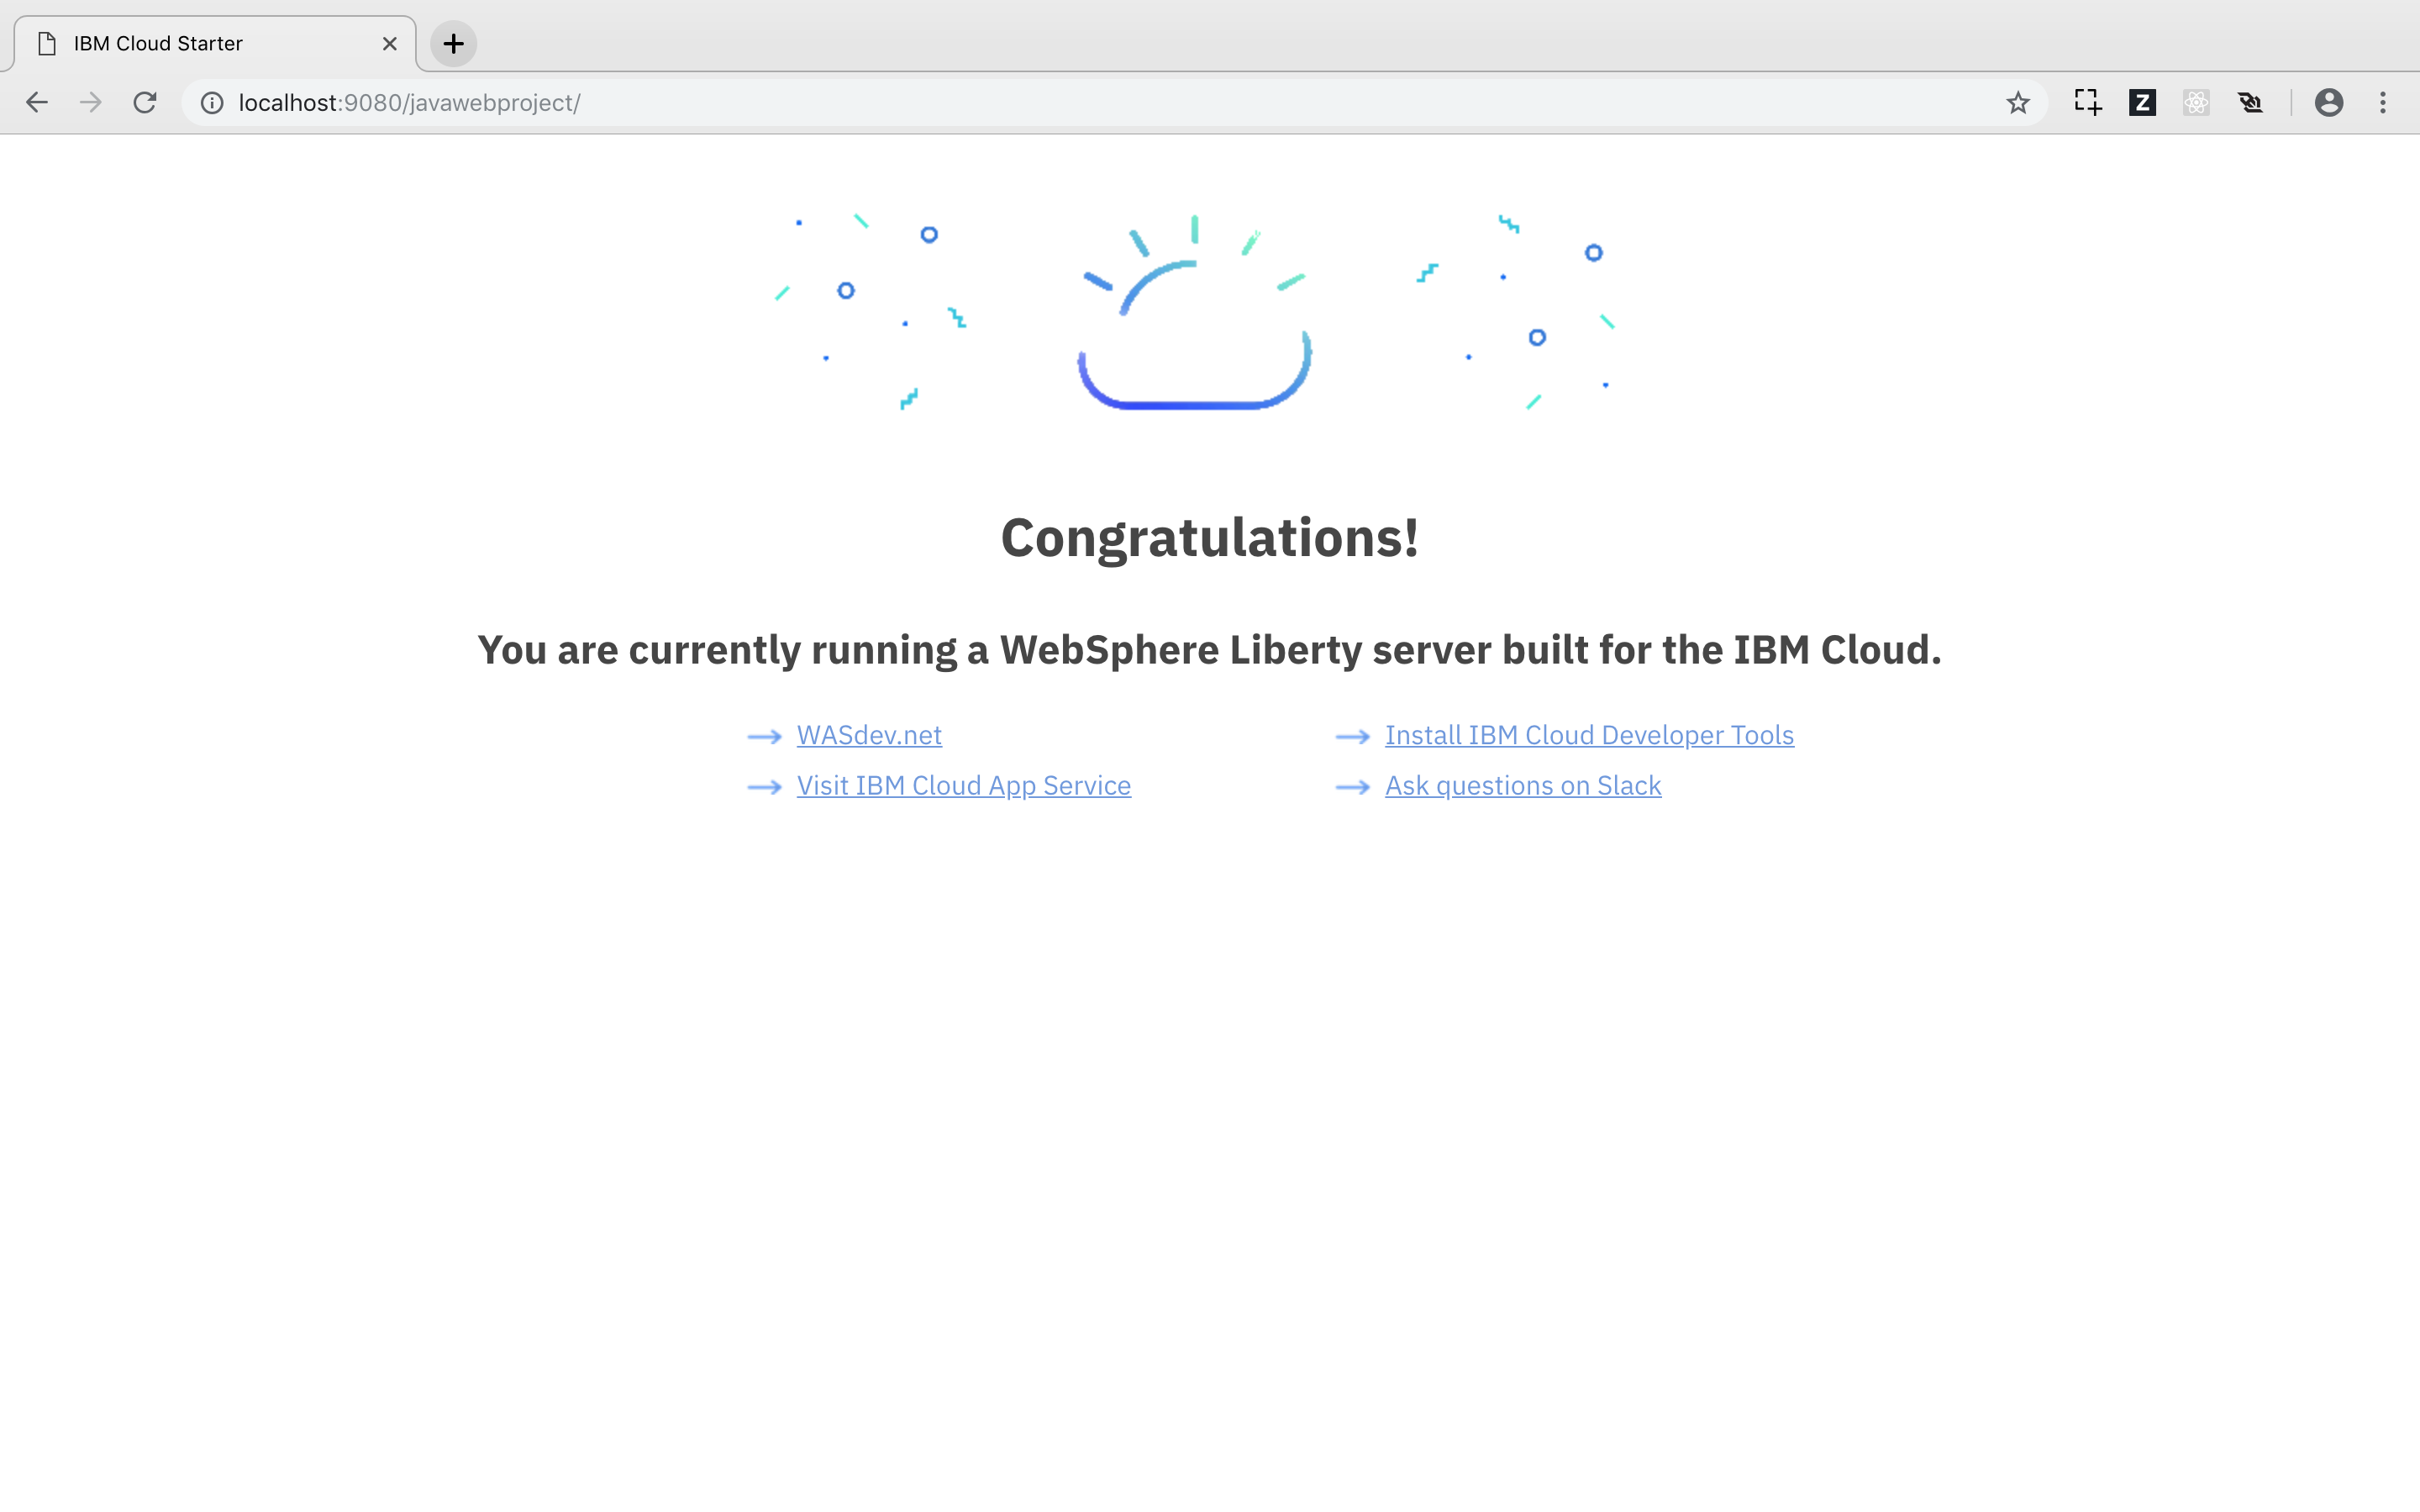 IBM Cloud Starter
localhost:9080/javawebproject/
Z
Congratulations!
You are currently running a WebSphere Liberty server built for the IBM Cloud.
WASdev.net
Install IBM Cloud Developer Tools
Visit IBM Cloud App Service
Ask questions on Slack